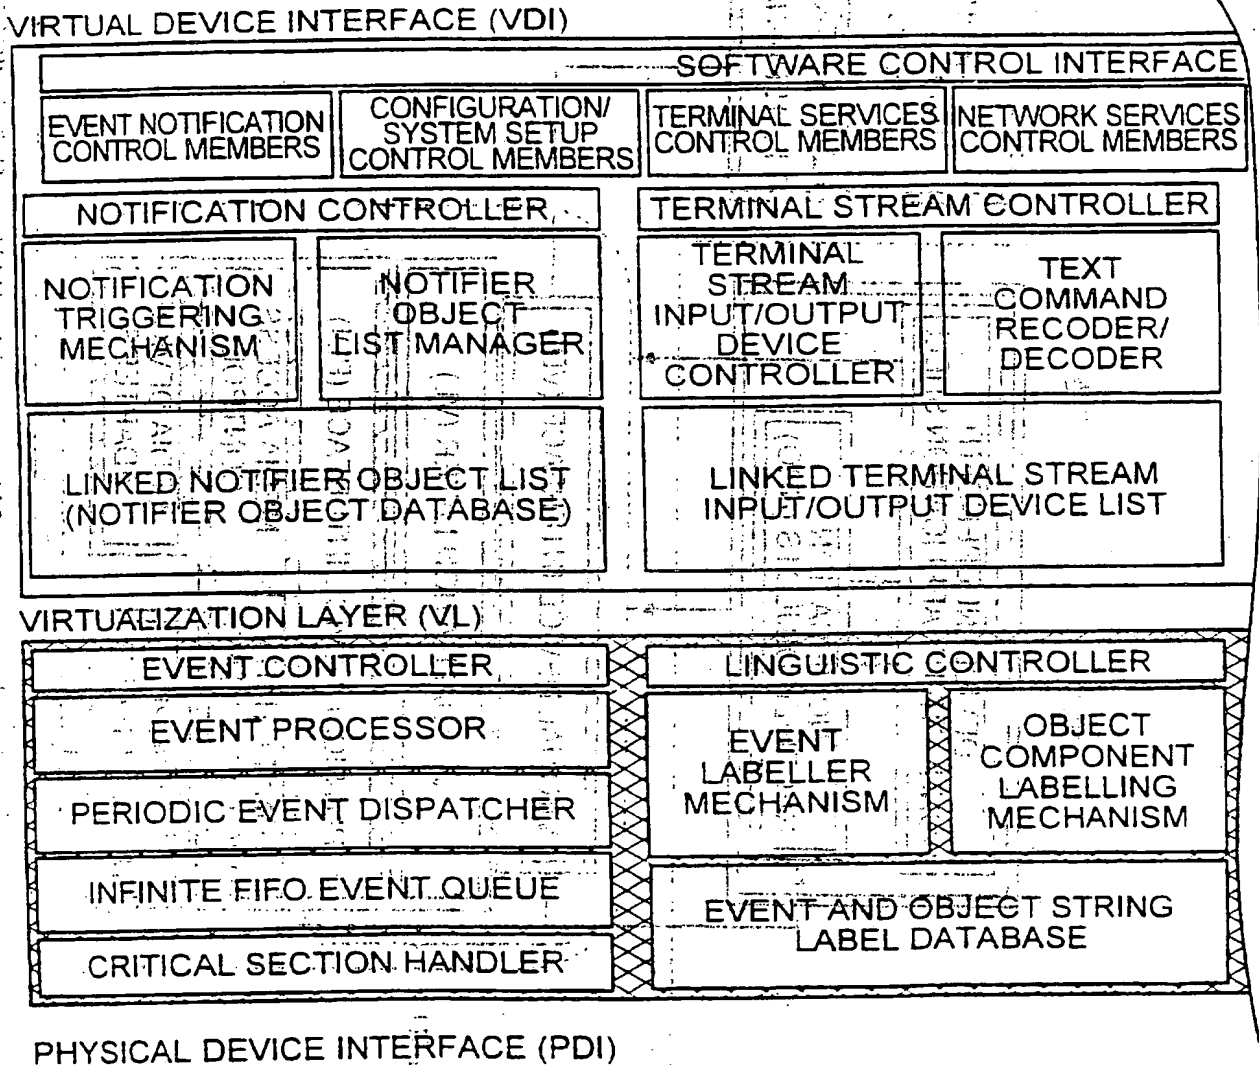 VIRTUAL DEVICE INTERFACE (VDI)
SOFTWARE CONTROL INTERFACE
EVENT NOTIFICATION
CONTROL MEMBERS
CONFIGURATION/
SYSTEM SETUP
CONTROL MEMBERS
TERMINAL SERVICES
CONTROL MEMBERS
NETWORK SERVICES
CONTROL MEMBERS
NOTIFICATION CONTROLLER
TERMINAL STREAM CONTROLLER
NOTIFICATION
TRIGGERING
MECHANISM
NOTIFIER
OBJECT
LIST MANAGER
TERMINAL
STREAM
INPUT/OUTPUT
DEVICE
CONTROLLER
TEXT
COMMAND
RECODER/
DECODER
LINKED NOTIFIER OBJECT LIST
(NOTIFIER OBJECT DATABASE)
LINKED TERMINAL STREAM
INPUT/OUTPUT DEVICE LIST
VIRTUALIZATION LAYER (VL)
EVENT CONTROLLER
EVENT PROCESSOR
PERIODIC EVENT DISPATCHER
INFINITE FIFO EVENT QUEUE
CRITICAL SECTION HANDLER
LINGUISTIC CONTROLLER
EVENT
LABELLER
MECHANISM
OBJECT
COMPONENT
LABELLING
MECHANISM
EVENT AND OBJECT STRING
LABEL DATABASE
PHYSICAL DEVICE INTERFACE (PDI)